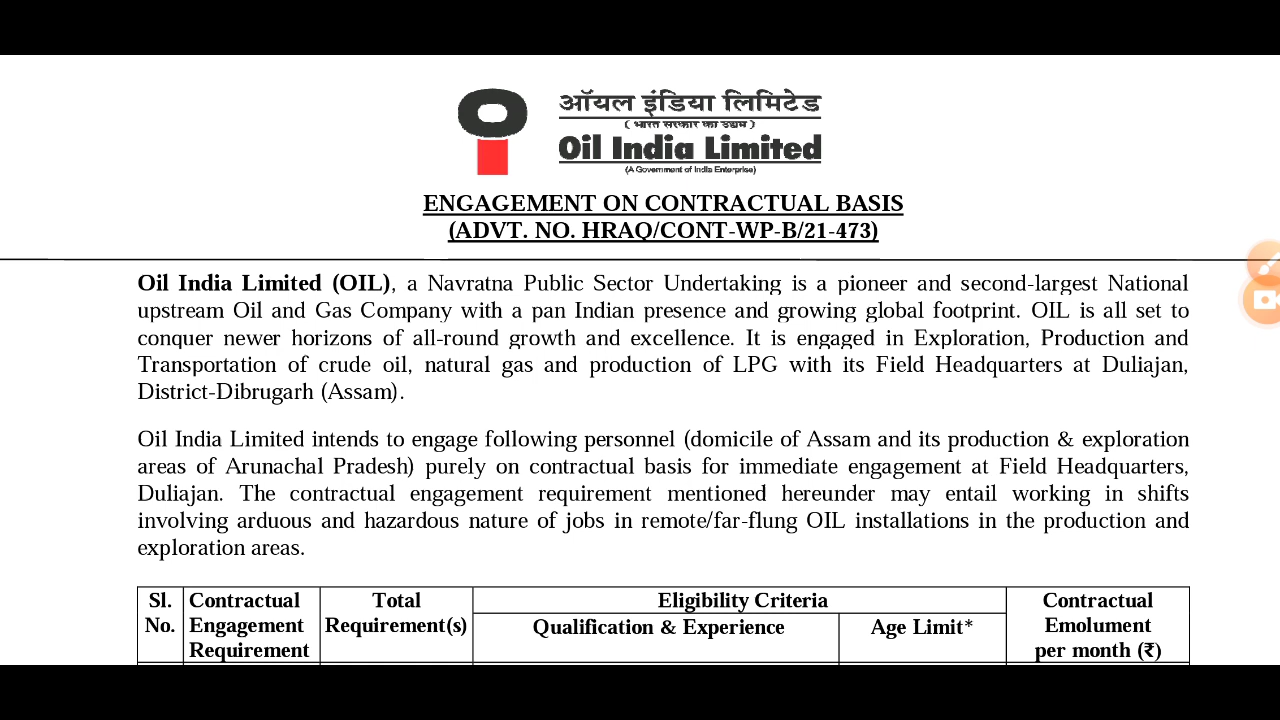 ऑयल इंडिया लिमिटेड
( भारत सरकार का उद्यम )
Oil India Limited
(A Government of India Enterprise)
ENGAGEMENT ON CONTRACTUAL BASIS
(ADVT. NO. HRAQ/CONT-WP-B/21-473)
Oil India Limited (OIL), a Navratna Public Sector Undertaking is a pioneer and second-largest National
upstream Oil and Gas Company with a pan Indian presence and growing global footprint. OIL is all set to
conquer newer horizons of all-round growth and excellence. It is engaged in Exploration, Production and
Transportation of crude oil, natural gas and production of LPG with its Field Headquarters at Duliajan,
District-Dibrugarh (Assam).
Oil India Limited intends to engage following personnel (domicile of Assam and its production & exploration
areas of Arunachal Pradesh) purely on contractual basis for immediate engagement at Field Headquarters,
Duliajan. The contractual engagement requirement mentioned hereunder may entail working in shifts
involving arduous and hazardous nature of jobs in remote/far-flung OIL installations in the production and
exploration areas.
Sl. No.
Contractual Engagement Requirement
Total Requirement(s)
Eligibility Criteria
Qualification & Experience
Age Limit*
Contractual Emolument per month (₹)